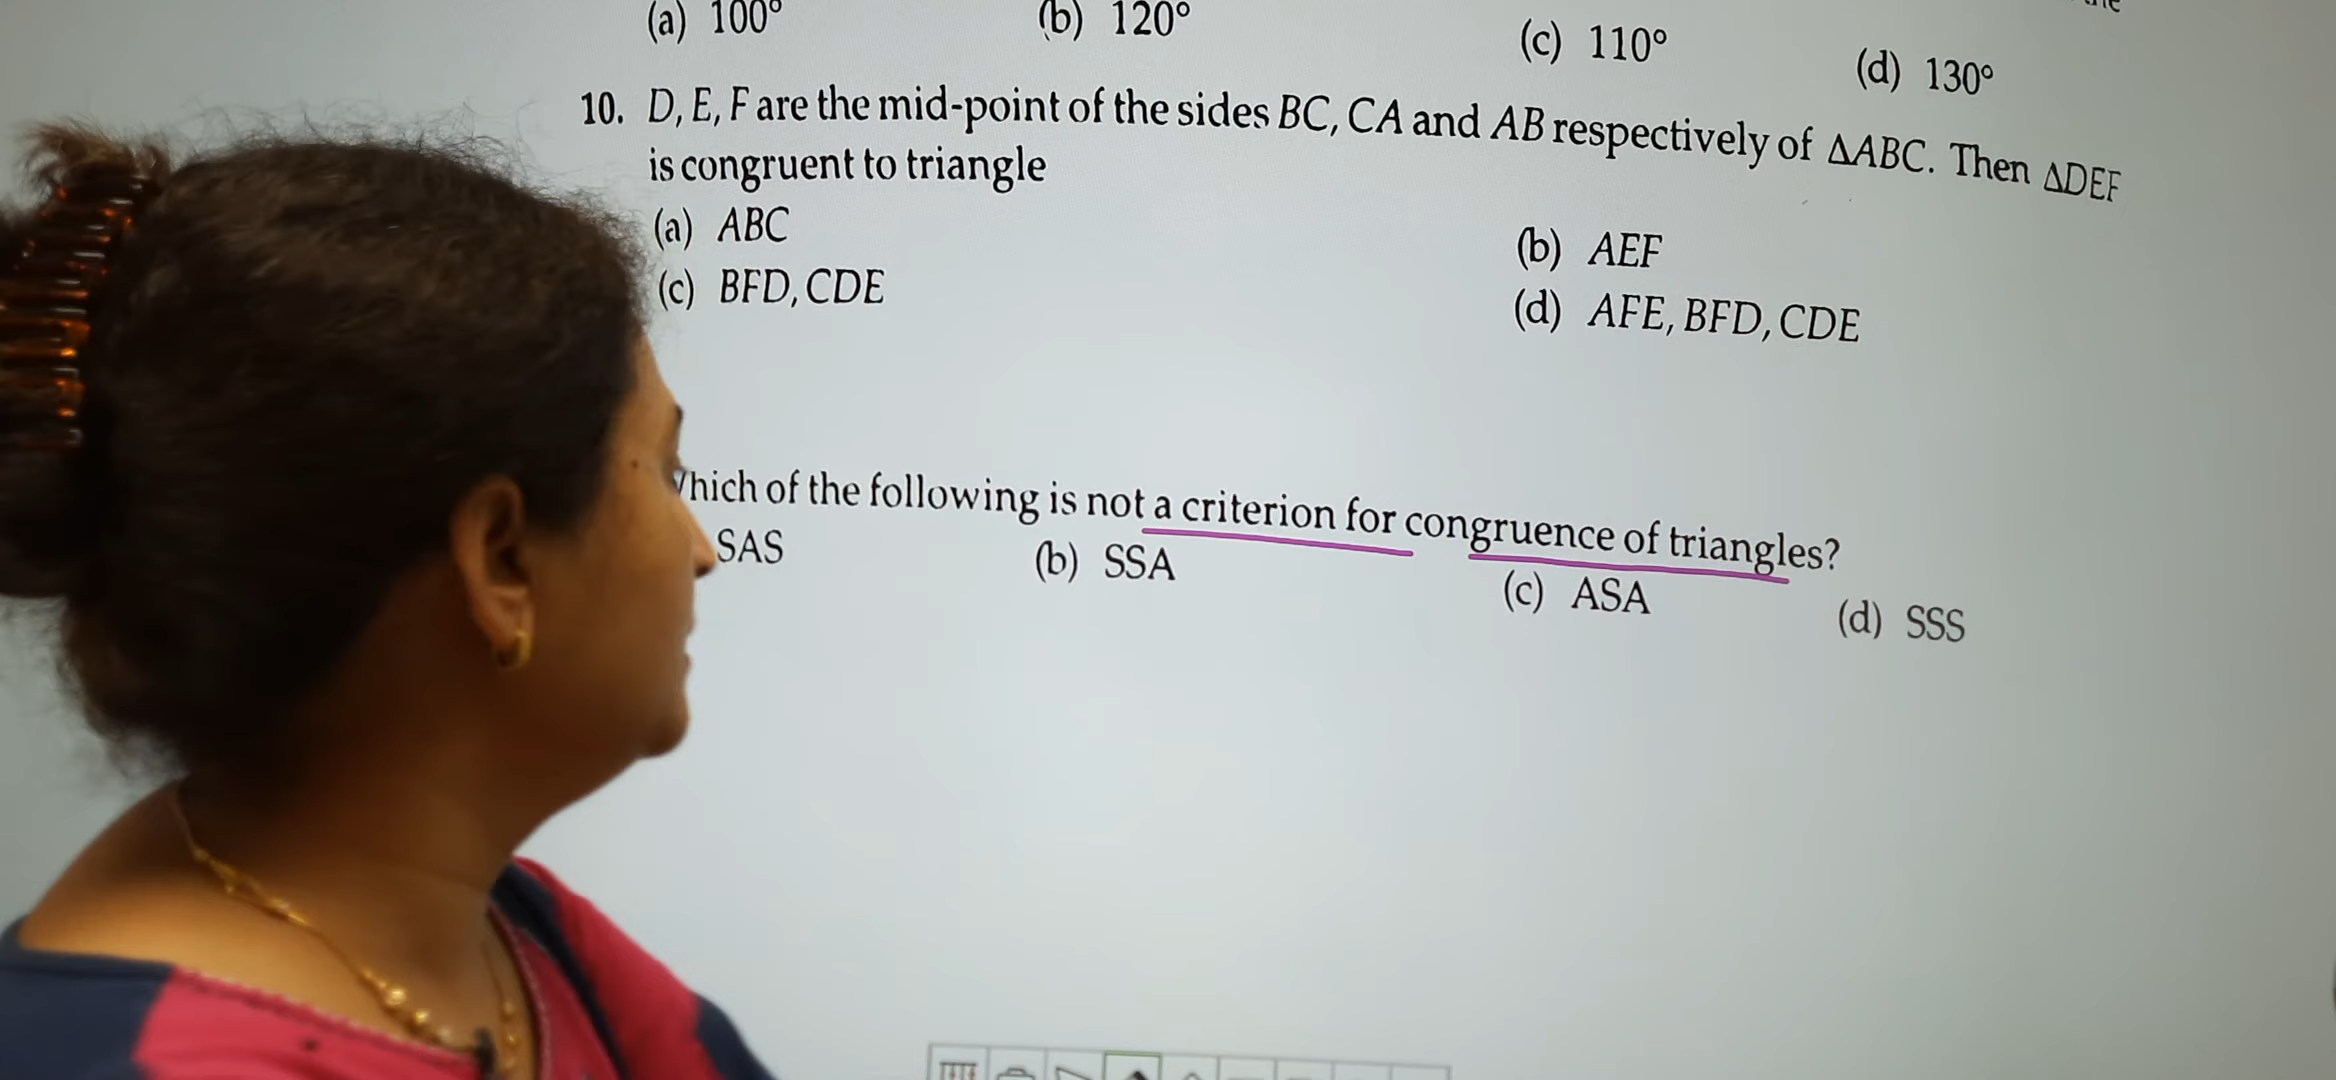 (a) 100° (b) 120° (c) 110° (d) 130°
10. D, E, F are the mid-point of the sides BC, CA and AB respectively of ΔABC. Then ΔDEF
is congruent to triangle
(a) ABC (b) AEF
(c) BFD, CDE (d) AFE, BFD, CDE
of the following is not a criterion for congruence of triangles?
SAS (b) SSA (c) ASA (d) SSS